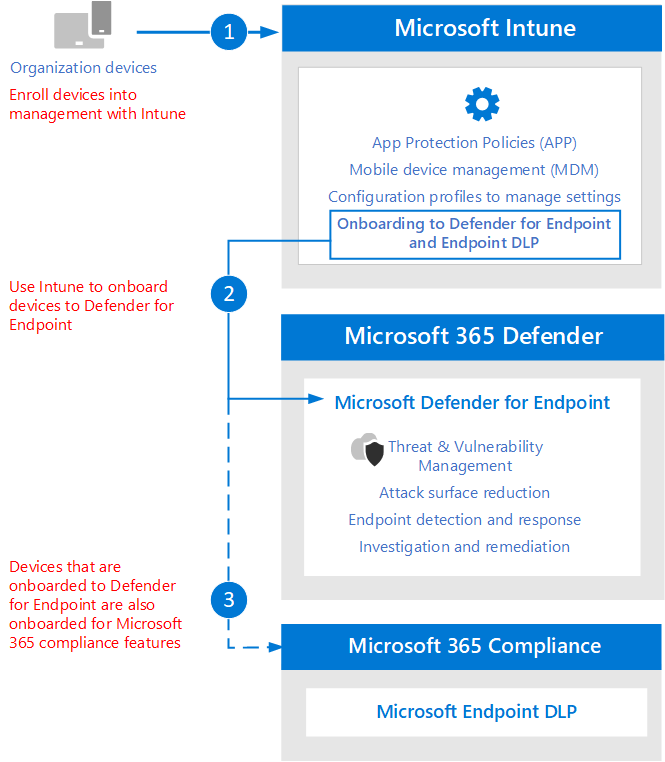 1
Microsoft Intune
Organization devices
Enroll devices into
management with Intune
App Protection Policies (APP)
Mobile device management (MDM)
Configuration profiles to manage settings
Onboarding to Defender for Endpoint
and Endpoint DLP
2
Use Intune to onboard
devices to Defender for
Endpoint
Microsoft 365 Defender
Microsoft Defender for Endpoint
Threat & Vulnerability
Management
Attack surface reduction
Endpoint detection and response
Investigation and remediation
3
Devices that are
onboarded to Defender
for Endpoint are also
onboarded for Microsoft
365 compliance features
Microsoft 365 Compliance
Microsoft Endpoint DLP